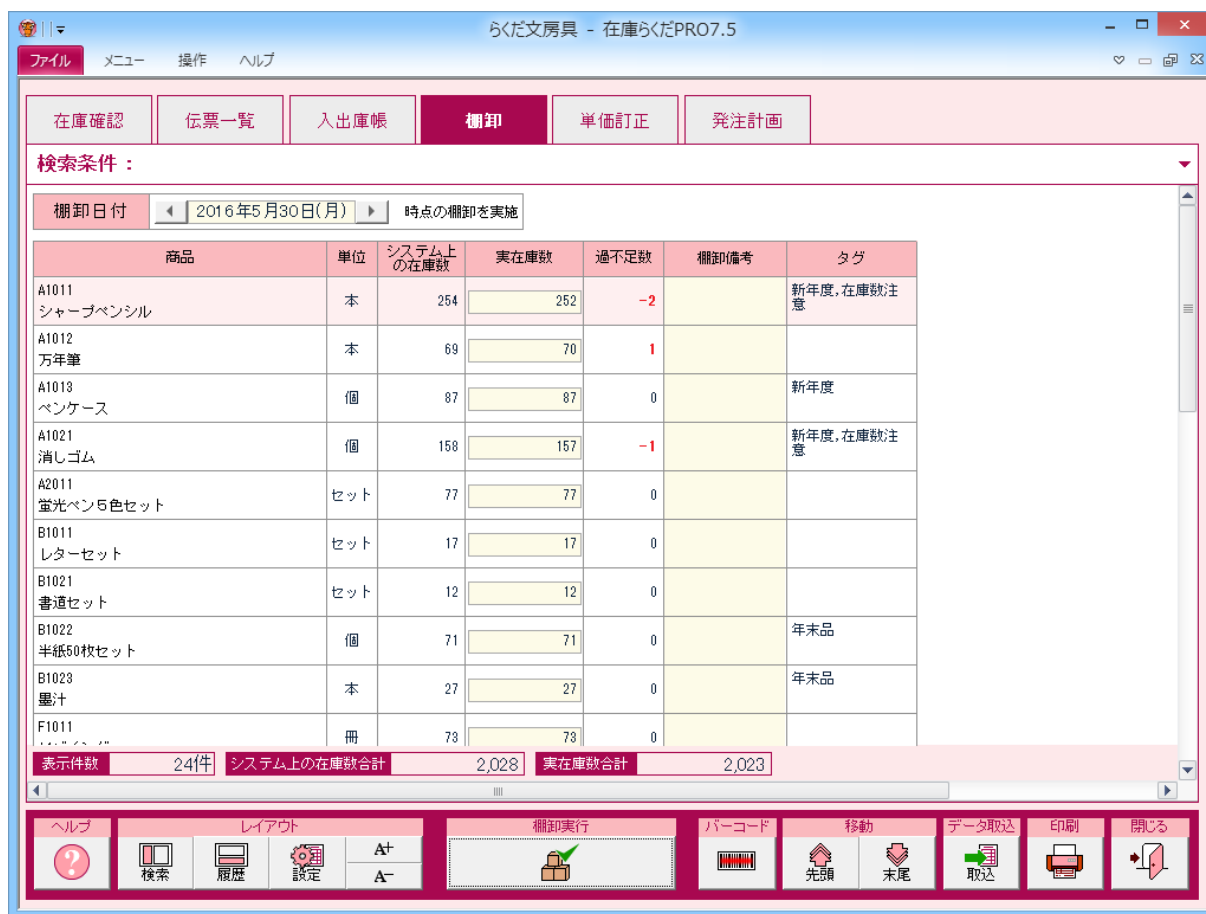 らくだ文房具 - 在庫らくだPRO7.5
ファイル メニュー 操作 ヘルプ
在庫確認 伝票一覧 入出庫帳 棚卸 単価訂正 発注計画
検索条件：
棚卸日付 2016年5月30日(月) 時点の棚卸を実施
商品 単位 システム上の在庫数 実在庫数 過不足数 棚卸備考 タグ
A1011
シャープペンシル 本 254 252 -2 新年度,在庫数注意
A1012
万年筆 本 69 70 1
A1013
ペンケース 個 87 87 0 新年度
A1021
消しゴム 個 158 157 -1 新年度,在庫数注意
A2011
蛍光ペン５色セット セット 77 77 0
B1011
レターセット セット 17 17 0
B1021
書道セット セット 12 12 0
B1022
半紙50枚セット 個 71 71 0 年末品
B1023
墨汁 本 27 27 0 年末品
F1011
冊 73 73 0
表示件数 24件 システム上の在庫数合計 2,028 実在庫数合計 2,023
ヘルプ レイアウト 棚卸実行 バーコード 移動 データ取込 印刷 閉じる
検索 履歴 設定 A+ A- 先頭 末尾 取込